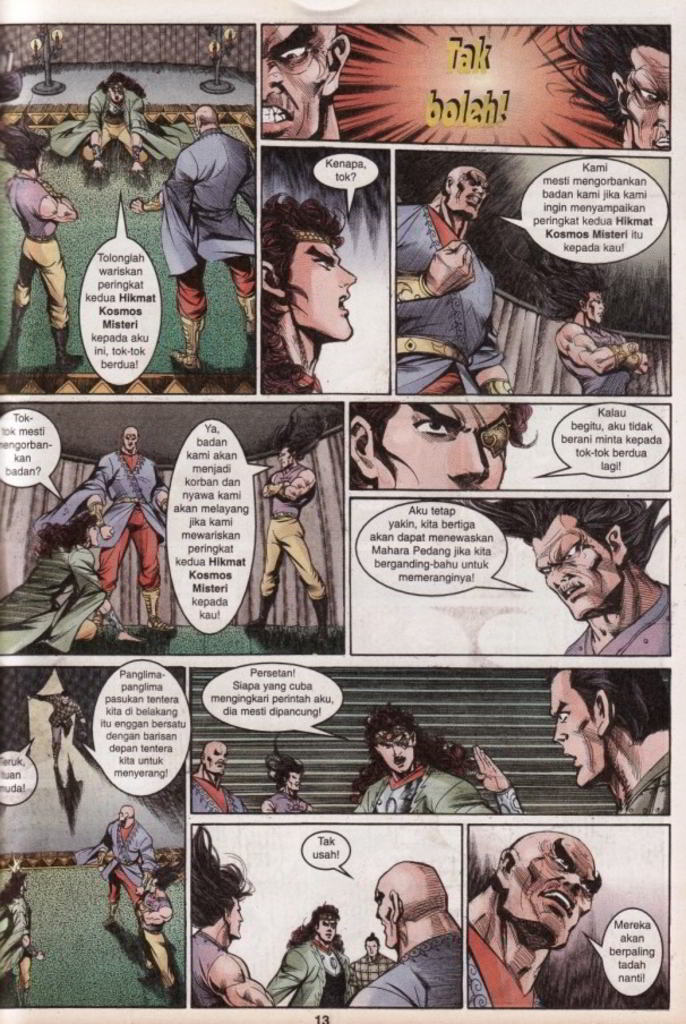 Tolonglah
wariskan
peringkat
kedua Hikmat
Kosmos
Misteri
kepada aku
ini, tok-tok
berdua!
Tak
boleh!
Kenapa,
tok?
Kami
mesti mengorbankan
badan kami jika kami
ingin menyampaikan
peringkat kedua Hikmat
Kosmos Misteri itu
kepada kau!
Tok-
tok mesti
mengorban-
kan
badan?
Ya,
badan
kami akan
menjadi
korban dan
nyawa kami
akan melayang
jika kami
mewariskan
peringkat
kedua Hikmat
Kosmos
Misteri
kepada
kau!
Kalau
begitu, aku tidak
berani minta kepada
tok-tok berdua
lagi!
Aku tetap
yakin, kita bertiga
akan dapat menewaskan
Mahara Pedang jika kita
berganding-bahu untuk
memeranginya!
Teruk,
tuan
muda!
Panglima-
panglima
pasukan tentera
kita di belakang
itu enggan bersatu
dengan barisan
depan tentera
kita untuk
menyerang!
Persetan!
Siapa yang cuba
mengingkari perintah aku,
dia mesti dipancung!
Tak
usah!
Mereka
akan
berpaling
tadah
nanti!
13